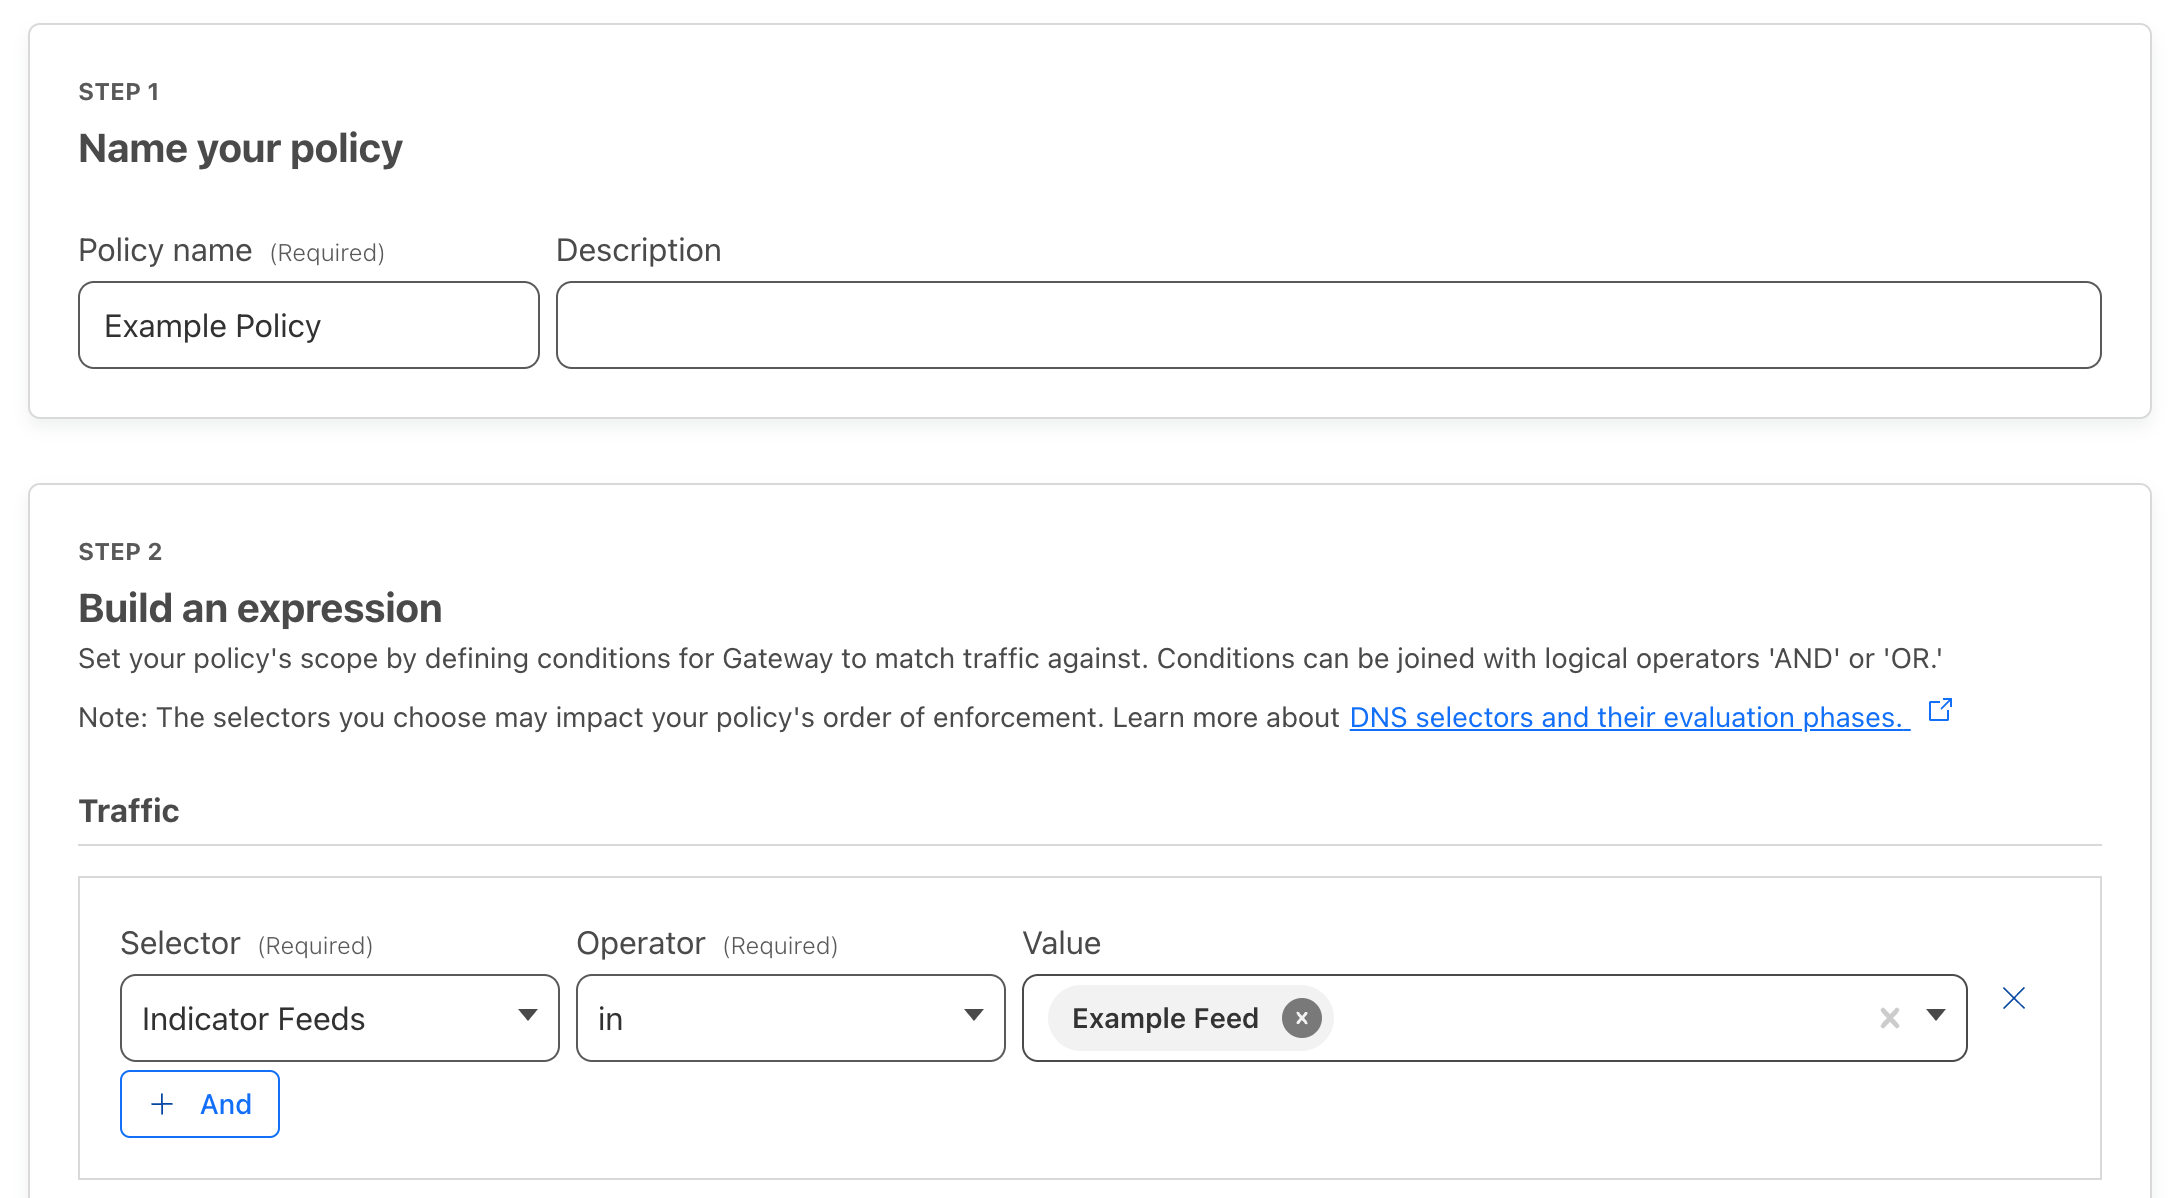 STEP 1
Name your policy
Policy name (Required) Description
Example Policy
STEP 2
Build an expression
Set your policy's scope by defining conditions for Gateway to match traffic against. Conditions can be joined with logical operators 'AND' or 'OR.'
Note: The selectors you choose may impact your policy's order of enforcement. Learn more about DNS selectors and their evaluation phases.
Traffic
Selector (Required) Operator (Required) Value
Indicator Feeds in Example Feed
And